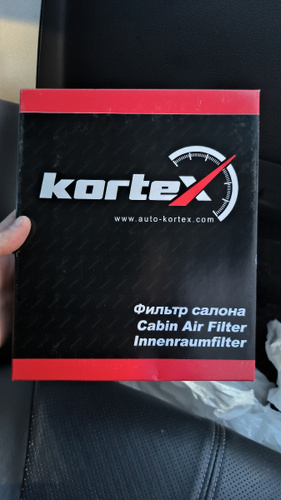 kortex
www.auto-kortex.com
Фильтр салона
Cabin Air Filter
Innenraumfilter